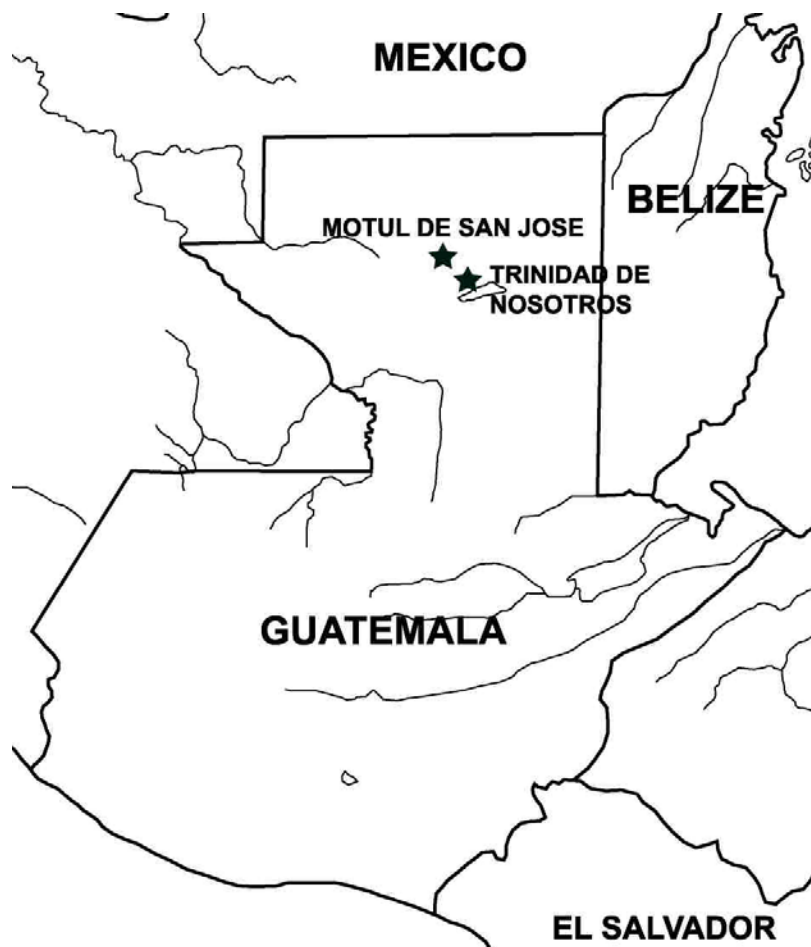 MEXICO
BELIZE
MOTUL DE SAN JOSE
TRINIDAD DE
NOSOTROS
GUATEMALA
EL SALVADOR